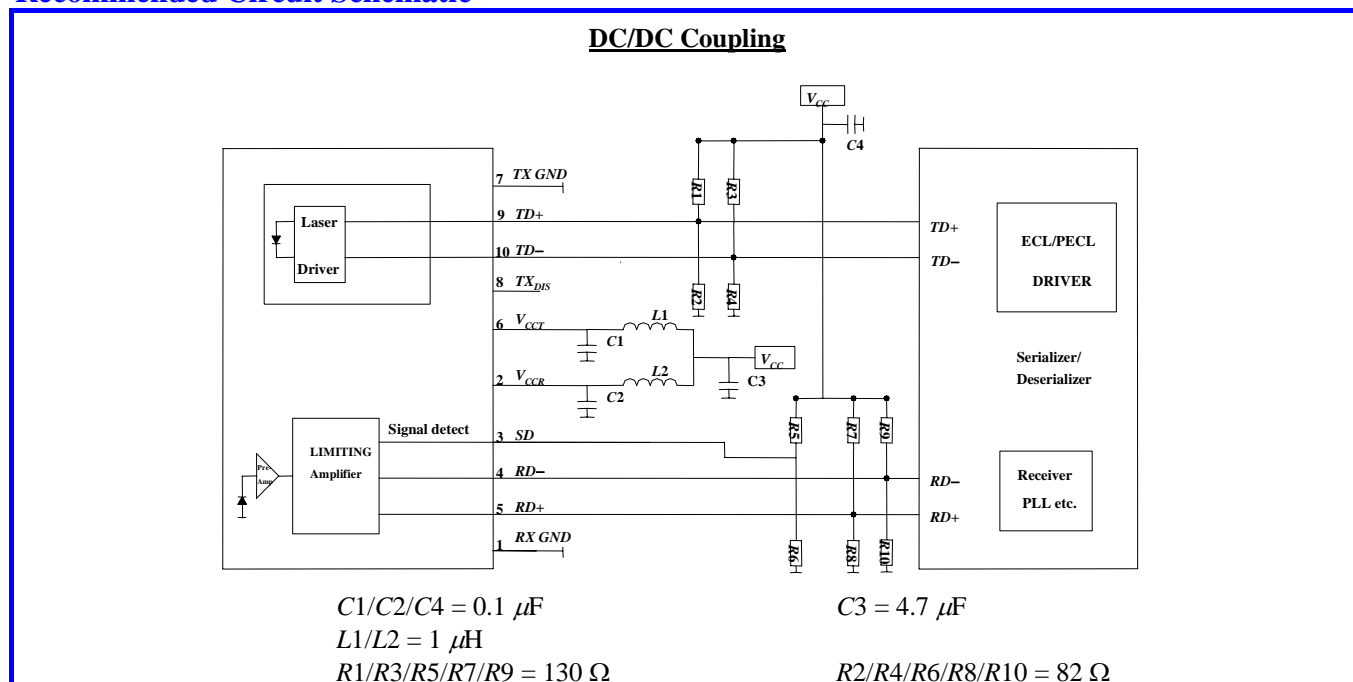 Recommended Circuit Schematic
DC/DC Coupling
VCC
C4
7 TX GND
R1
R3
9 TD+
TD+
Laser
Driver
ECL/PECL
DRIVER
10 TD−
TD−
8 TXDIS
R2
R4
6 VCCT
L1
C1
VCC
C3
2 VCCR
L2
C2
Serializer/
Deserializer
R5
R7
R9
Signal detect
3 SD
LIMITING
Amplifier
Pre-
Amp
4 RD−
RD−
Receiver
PLL etc.
5 RD+
RD+
1 RX GND
R6
R8
R10
C1/C2/C4 = 0.1 μF
C3 = 4.7 μF
L1/L2 = 1 μH
R1/R3/R5/R7/R9 = 130 Ω
R2/R4/R6/R8/R10 = 82 Ω